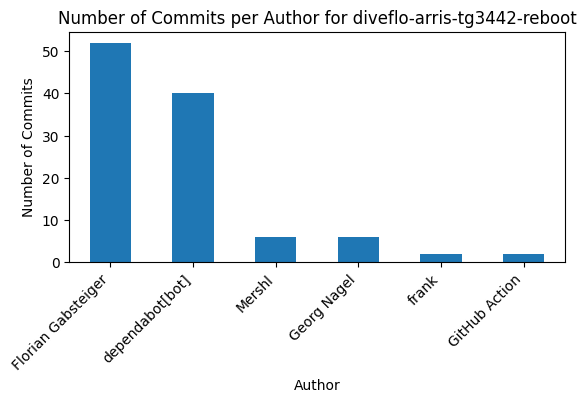 Number of Commits per Author for diveflo-arris-tg3442-reboot
Number of Commits
50
40
30
20
10
0
Florian Gabsteiger
dependabot[bot]
Mershl
Georg Nagel
frank
GitHub Action
Author